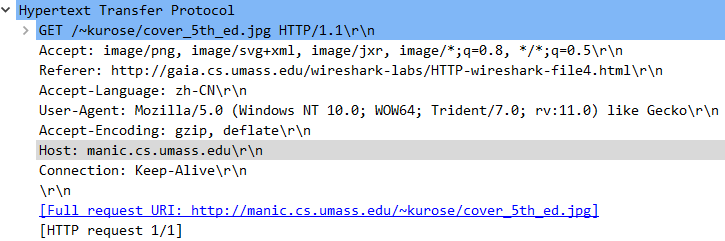 Hypertext Transfer Protocol
GET /~kurose/cover_5th_ed.jpg HTTP/1.1\r\n
Accept: image/png, image/svg+xml, image/jxr, image/*;q=0.8, */*;q=0.5\r\n
Referer: http://gaia.cs.umass.edu/wireshark-labs/HTTP-wireshark-file4.html\r\n
Accept-Language: zh-CN\r\n
User-Agent: Mozilla/5.0 (Windows NT 10.0; WOW64; Trident/7.0; rv:11.0) like Gecko\r\n
Accept-Encoding: gzip, deflate\r\n
Host: manic.cs.umass.edu\r\n
Connection: Keep-Alive\r\n
\r\n
[Full request URI: http://manic.cs.umass.edu/~kurose/cover_5th_ed.jpg]
[HTTP request 1/1]